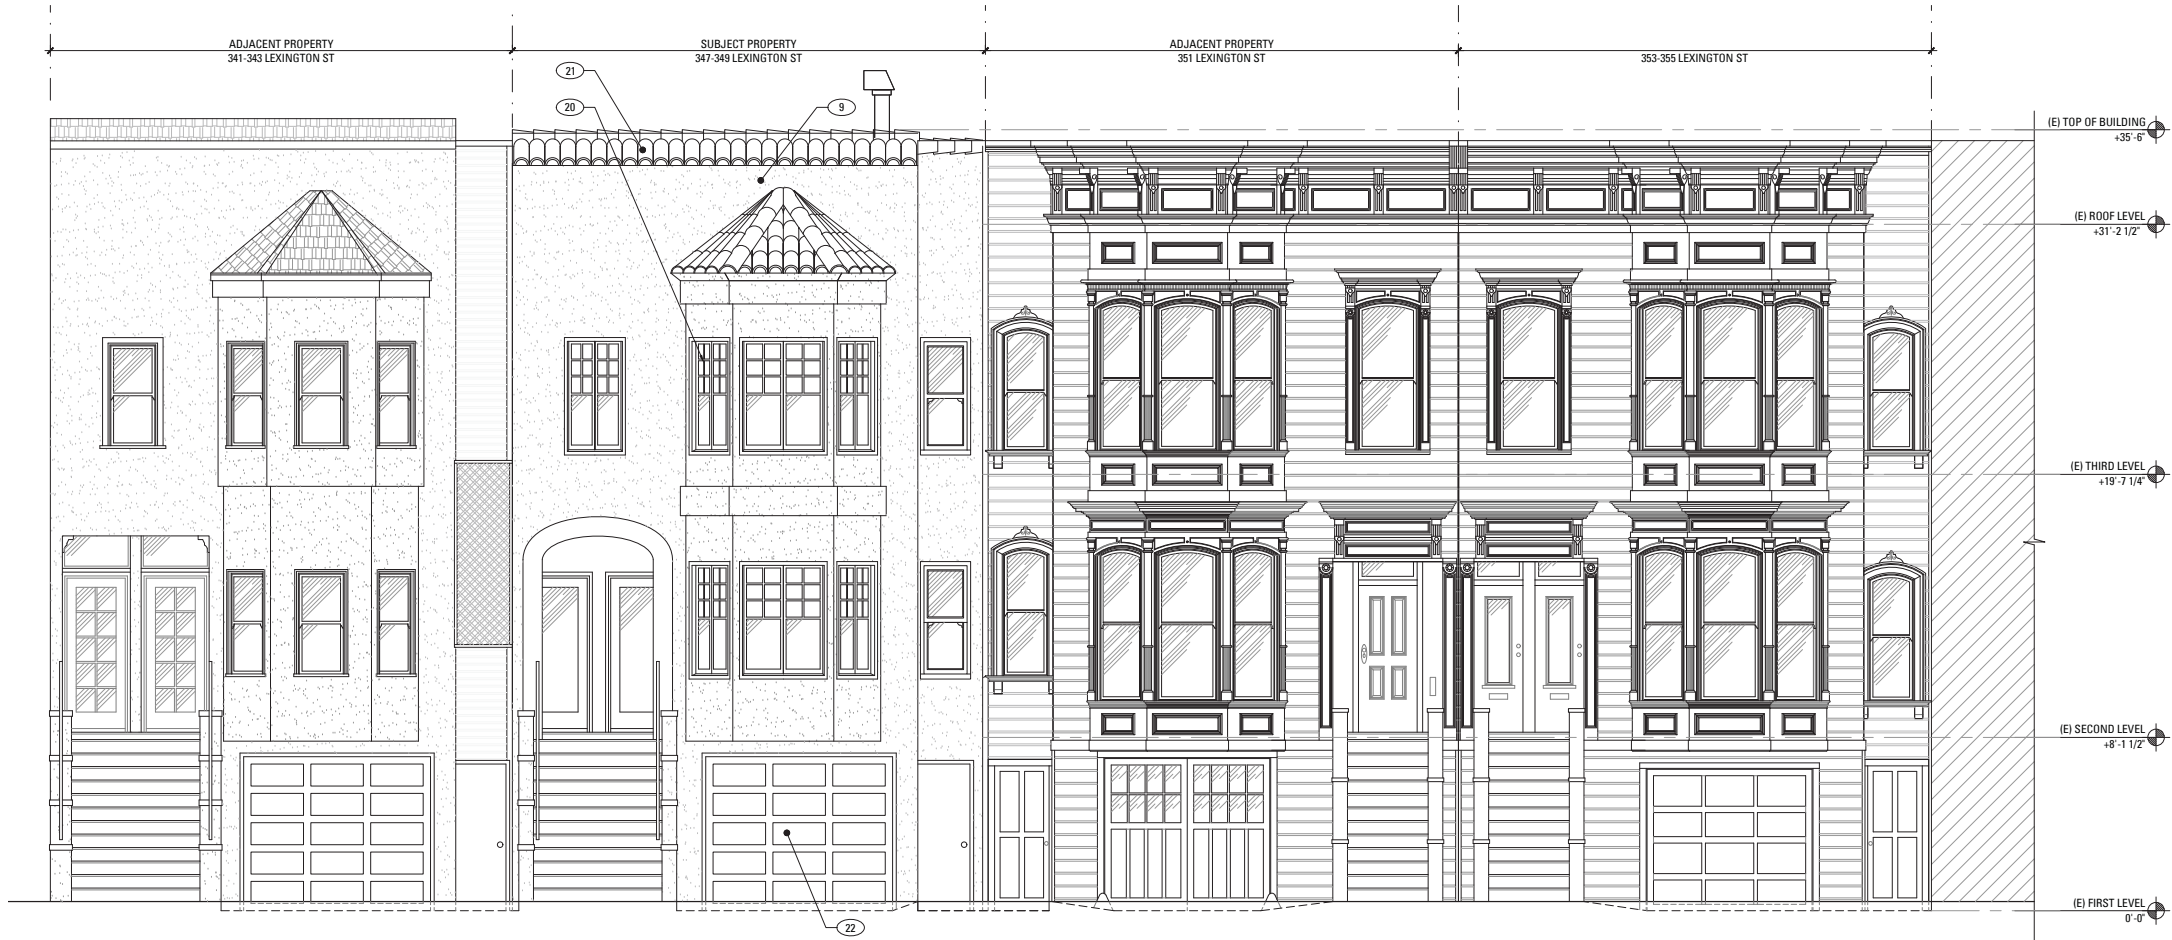 ADJACENT PROPERTY
341-343 LEXINGTON ST
SUBJECT PROPERTY
347-349 LEXINGTON ST
ADJACENT PROPERTY
351 LEXINGTON ST
353-355 LEXINGTON ST
21
20
9
(E) TOP OF BUILDING
+35'-6"
(E) ROOF LEVEL
+31'-2 1/2"
(E) THIRD LEVEL
+19'-7 1/4"
(E) SECOND LEVEL
+8'-1 1/2"
(E) FIRST LEVEL
0'-0"
22